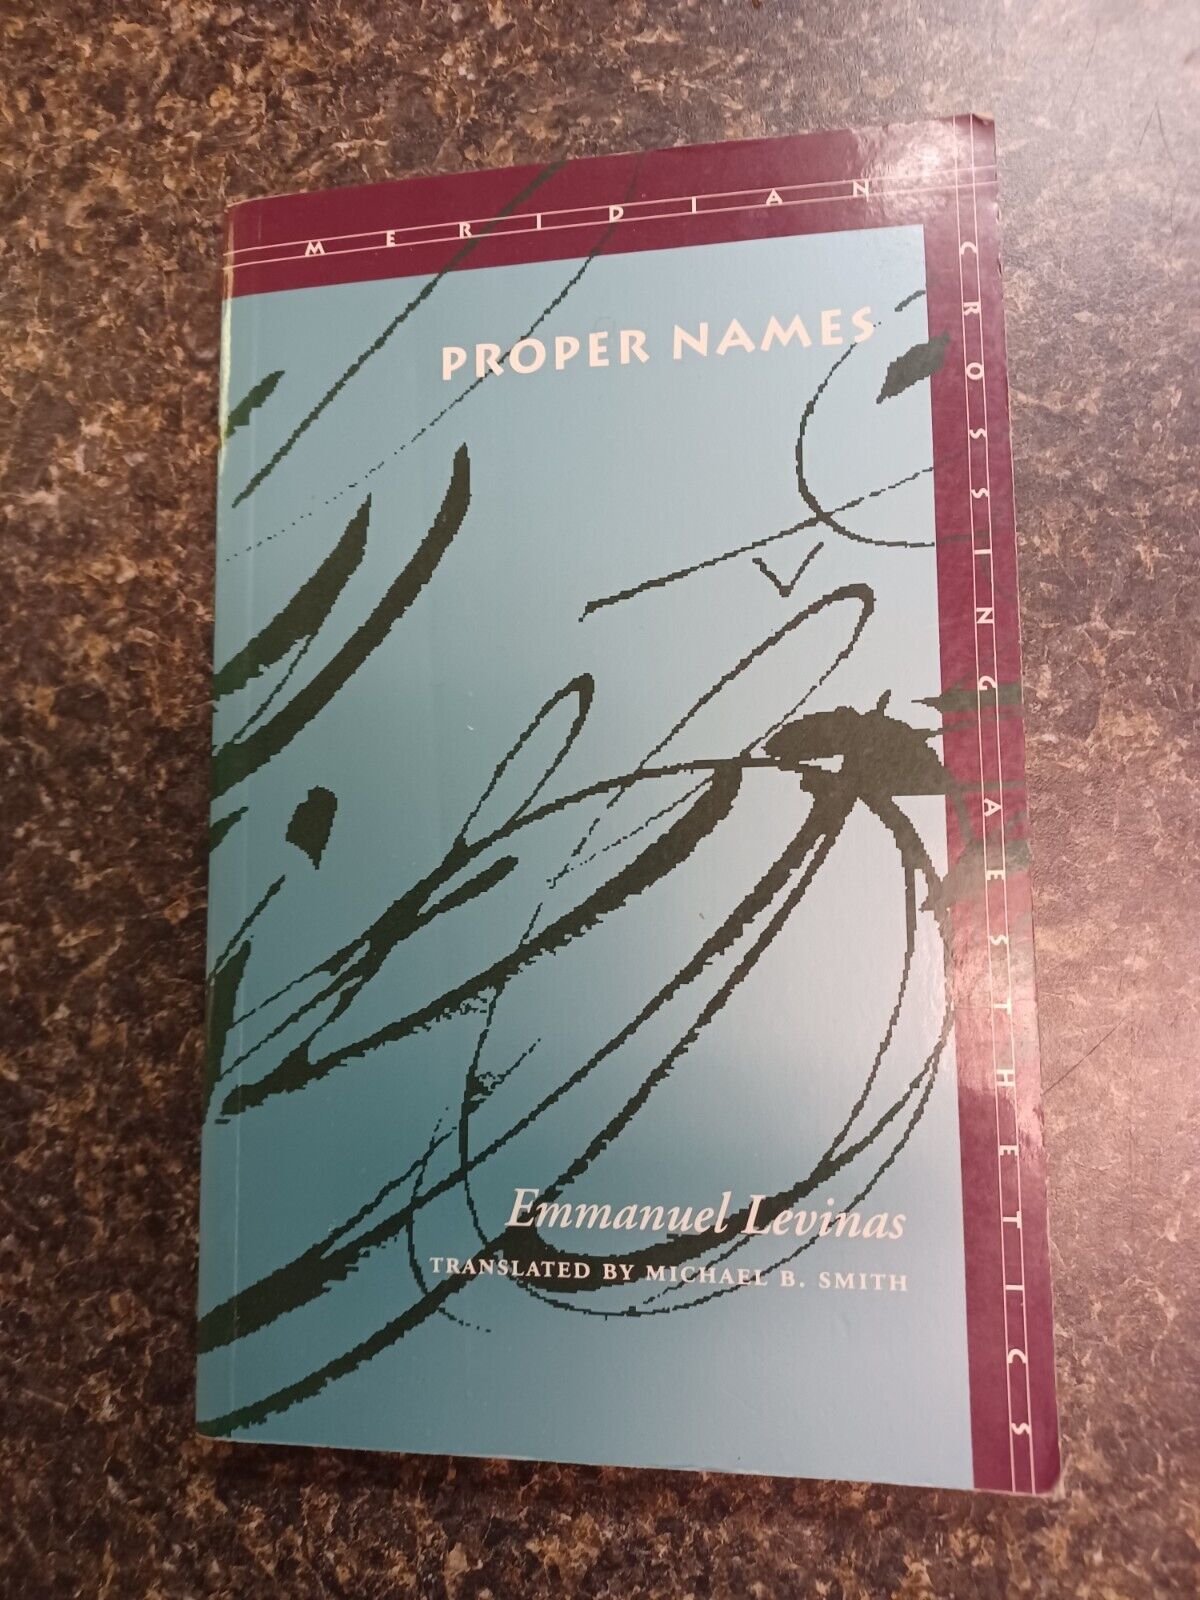 MERIDIAN
CROSSING AESTHETICS
PROPER NAMES
Emmanuel Levinas
TRANSLATED BY MICHAEL B. SMITH